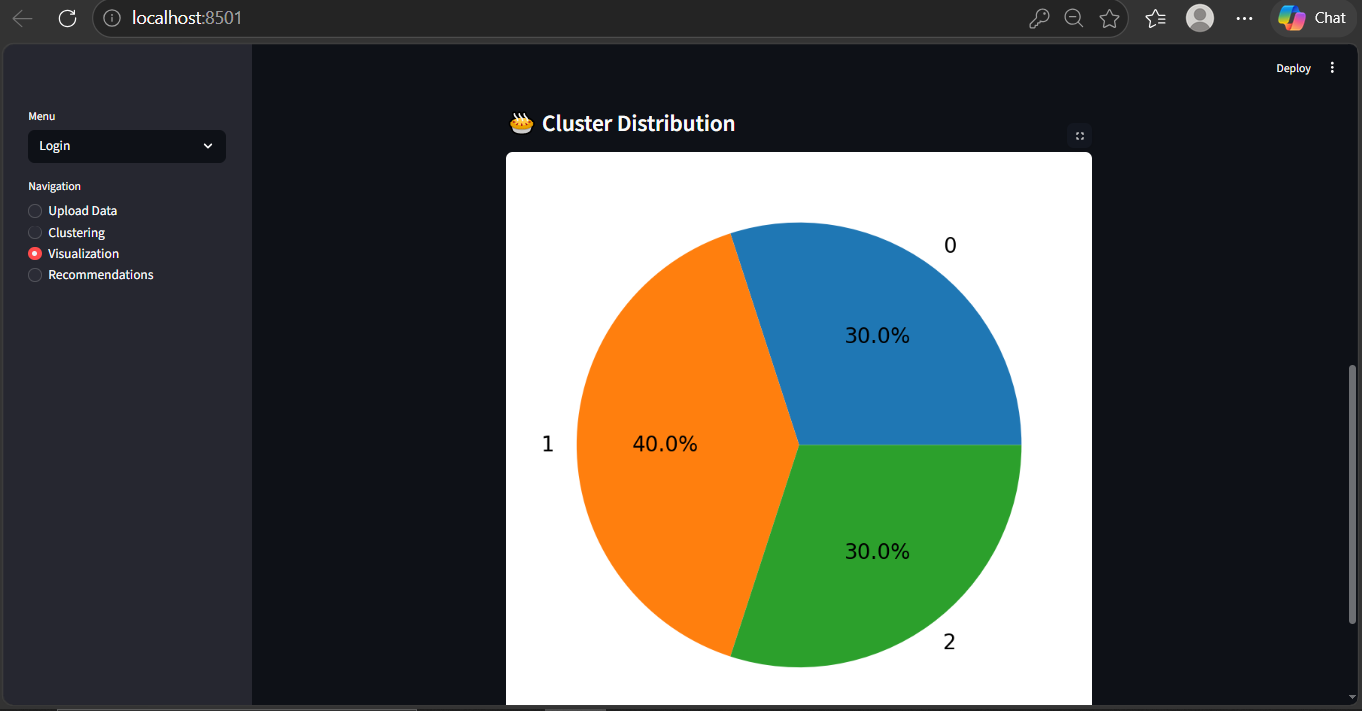 localhost:8501
Chat
Deploy
Menu
Login
Navigation
Upload Data
Clustering
Visualization
Recommendations
Cluster Distribution
0
30.0%
1
40.0%
30.0%
2